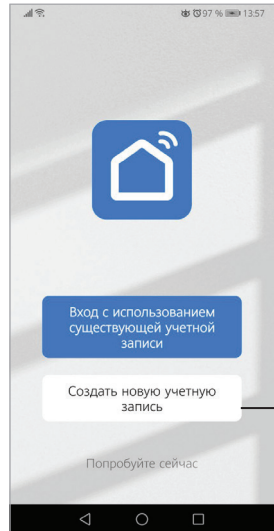 97 % 13:57
Вход с использованием
существующей учетной
записи
Создать новую учетную
запись
Попробуйте сейчас